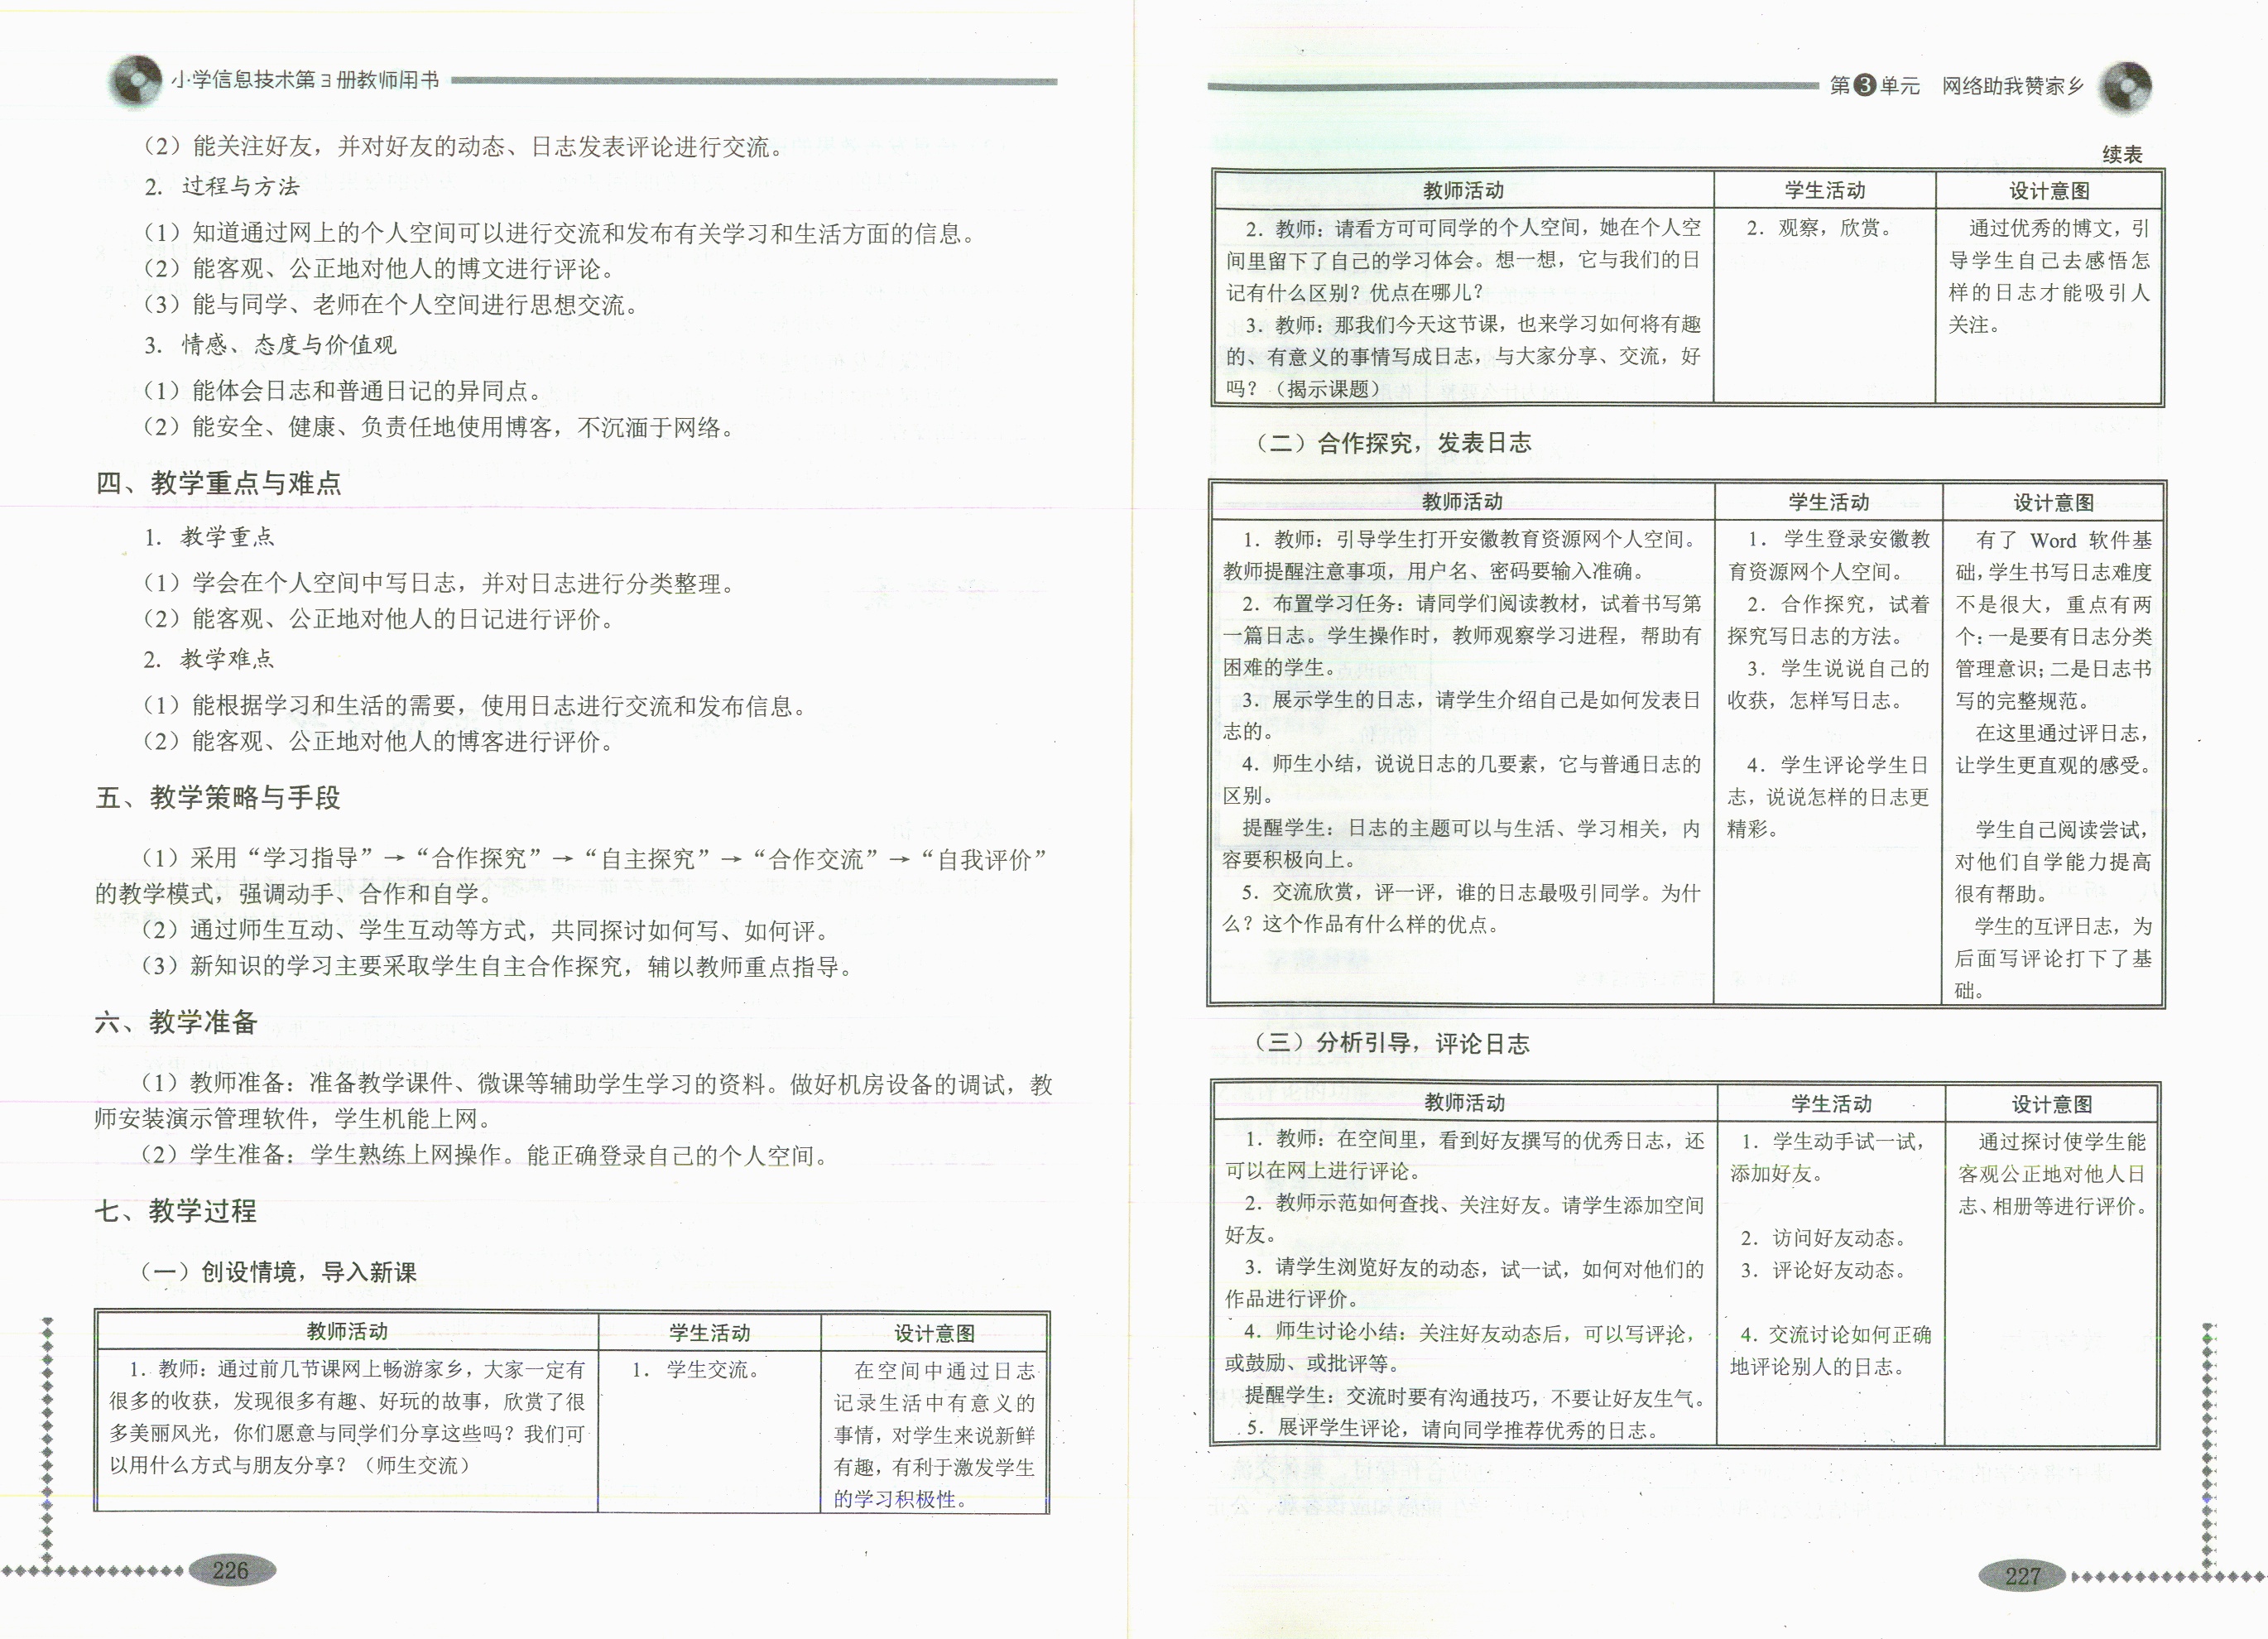 小学信息技术第3册教师用书
（2）能关注好友，并对好友的动态、日志发表评论进行交流。
2. 过程与方法
（1）知道通过网上的个人空间可以进行交流和发布有关学习和生活方面的信息。
（2）能客观、公正地对他人的博文进行评论。
（3）能与同学、老师在个人空间进行思想交流。
3. 情感、态度与价值观
（1）能体会日志和普通日记的异同点。
（2）能安全、健康、负责任地使用博客，不沉湎于网络。
四、教学重点与难点
1. 教学重点
（1）学会在个人空间中写日志，并对日志进行分类整理。
（2）能客观、公正地对他人的日记进行评价。
2. 教学难点
（1）能根据学习和生活的需要，使用日志进行交流和发布信息。
（2）能客观、公正地对他人的博客进行评价。
五、教学策略与手段
（1）采用“学习指导”→“合作探究”→“自主探究”→“合作交流”→“自我评价”
的教学模式，强调动手、合作和自学。
（2）通过师生互动、学生互动等方式，共同探讨如何写、如何评。
（3）新知识的学习主要采取学生自主合作探究，辅以教师重点指导。
六、教学准备
（1）教师准备：准备教学课件、微课等辅助学生学习的资料。做好机房设备的调试，教
师安装演示管理软件，学生机能上网。
（2）学生准备：学生熟练上网操作。能正确登录自己的个人空间。
七、教学过程
（一）创设情境，导入新课
教师活动
学生活动
设计意图
1. 教师：通过前几节课网上畅游家乡，大家一定有
很多的收获，发现很多有趣、好玩的故事，欣赏了很
多美丽风光，你们愿意与同学们分享这些吗？我们可
以用什么方式与朋友分享？（师生交流）
1. 学生交流。
在空间中通过日志
记录生活中有意义的
事情，对学生来说新鲜
有趣，有利于激发学生
的学习积极性。
226
第3单元 网络助我赞家乡
续表
教师活动
学生活动
设计意图
2. 教师：请看方可可同学的个人空间，她在个人空
间里留下了自己的学习体会。想一想，它与我们的日
记有什么区别？优点在哪儿？
3. 教师：那我们今天这节课，也来学习如何将有趣
的、有意义的事情写成日志，与大家分享、交流，好
吗？（揭示课题）
2. 观察，欣赏。
通过优秀的博文，引
导学生自己去感悟怎
样的日志才能吸引人
关注。
（二）合作探究，发表日志
教师活动
学生活动
设计意图
1. 教师：引导学生打开安徽教育资源网个人空间。
教师提醒注意事项，用户名、密码要输入准确。
2. 布置学习任务：请同学们阅读教材，试着书写第
一篇日志。学生操作时，教师观察学习进程，帮助有
困难的学生。
3. 展示学生的日志，请学生介绍自己是如何发表日
志的。
4. 师生小结，说说日志的几要素，它与普通日志的
区别。
提醒学生：日志的主题可以与生活、学习相关，内
容要积极向上。
5. 交流欣赏，评一评，谁的日志最吸引同学。为什
么？这个作品有什么样的优点。
1. 学生登录安徽教
育资源网个人空间。
2. 合作探究，试着
探究写日志的方法。
3. 学生说说自己的
收获，怎样写日志。
4. 学生评论学生日
志，说说怎样的日志更
精彩。
有了 Word 软件基
础，学生书写日志难度
不是很大，重点有两
个：一是要有日志分类
管理意识；二是日志书
写的完整规范。
在这里通过评日志，
让学生更直观的感受。
学生自己阅读尝试，
对他们自学能力提高
很有帮助。
学生的互评日志，为
后面写评论打下了基
础。
（三）分析引导，评论日志
教师活动
学生活动
设计意图
1. 教师：在空间里，看到好友撰写的优秀日志，还
可以在网上进行评论。
2. 教师示范如何查找、关注好友。请学生添加空间
好友。
3. 请学生浏览好友的动态，试一试，如何对他们的
作品进行评价。
4. 师生讨论小结：关注好友动态后，可以写评论，
或鼓励、或批评等。
提醒学生：交流时要有沟通技巧，不要让好友生气。
5. 展评学生评论，请向同学推荐优秀的日志。
1. 学生动手试一试，
添加好友。
2. 访问好友动态。
3. 评论好友动态。
4. 交流讨论如何正确
地评论别人的日志。
通过探讨使学生能
客观公正地对他人日
志、相册等进行评价。
227